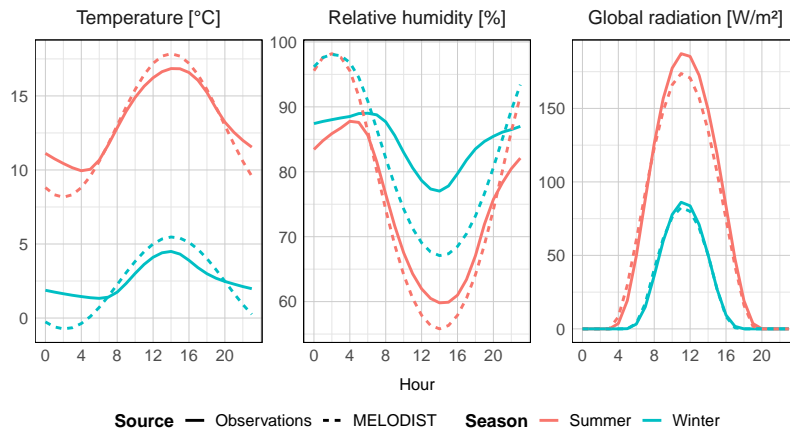 Temperature [°C]
Relative humidity [%]
Global radiation [W/m²]
15
10
5
0
100
90
80
70
60
150
100
50
0
0 4 8 12 16 20
0 4 8 12 16 20
0 4 8 12 16 20
Hour
Source Observations MELODIST Season Summer Winter